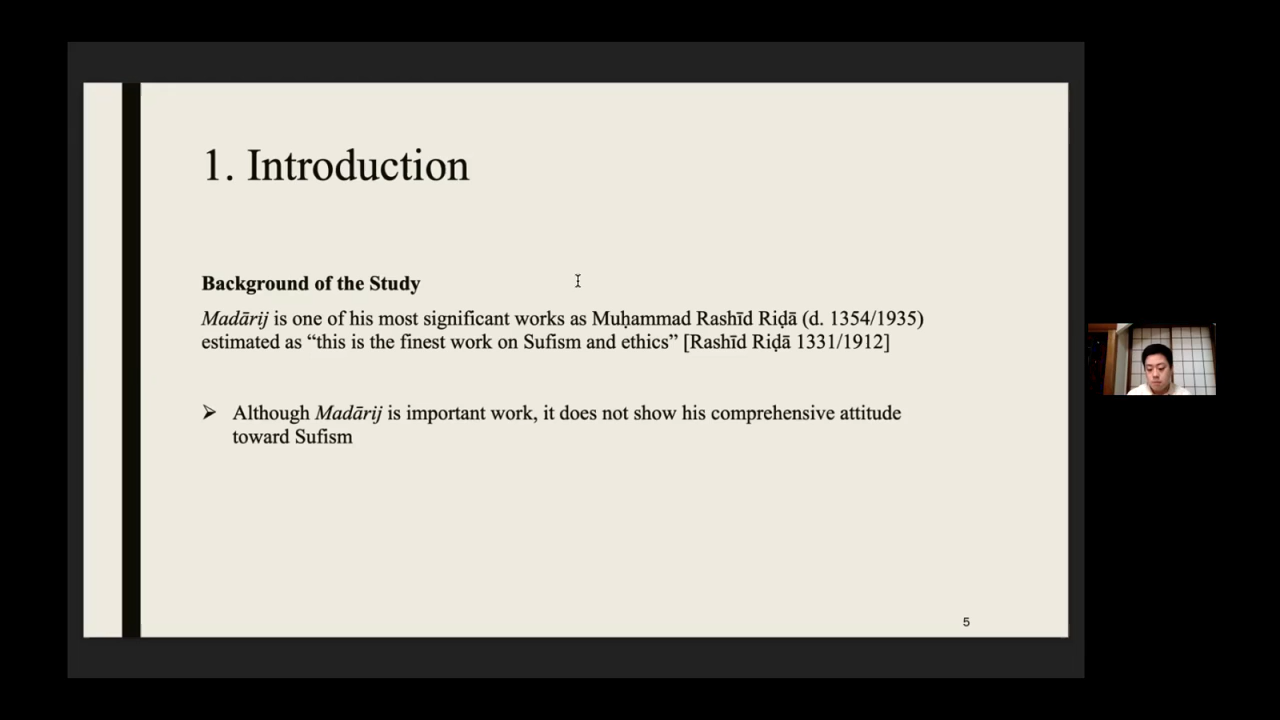 1. Introduction
Background of the Study
Madārij is one of his most significant works as Muḥammad Rashīd Riḍā (d. 1354/1935)
estimated as “this is the finest work on Sufism and ethics” [Rashīd Riḍā 1331/1912]
➢ Although Madārij is important work, it does not show his comprehensive attitude
toward Sufism
5